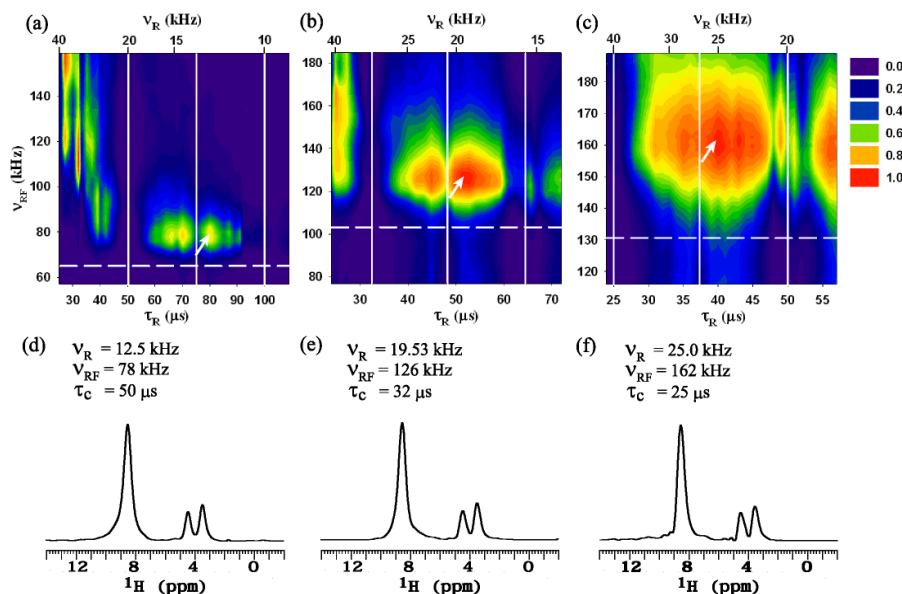 (a) ν_R (kHz) (b) ν_R (kHz) (c) ν_R (kHz)
40 20 15 10 40 25 20 15 40 30 25 20
160 180 180
140 160 170
120 140 160
100 120 150
80 100 140
60 80 130
120
ν_RF (kHz)
0.0
0.2
0.4
0.6
0.8
1.0
25 50 75 100 30 40 50 60 70 25 30 35 40 45 50 55
τ_R (μs) τ_R (μs) τ_R (μs)
(d) ν_R = 12.5 kHz (e) ν_R = 19.53 kHz (f) ν_R = 25.0 kHz
ν_RF = 78 kHz ν_RF = 126 kHz ν_RF = 162 kHz
τ_c = 50 μs τ_c = 32 μs τ_c = 25 μs
12 8 4 0 12 8 4 0 12 8 4 0
¹H (ppm) ¹H (ppm) ¹H (ppm)